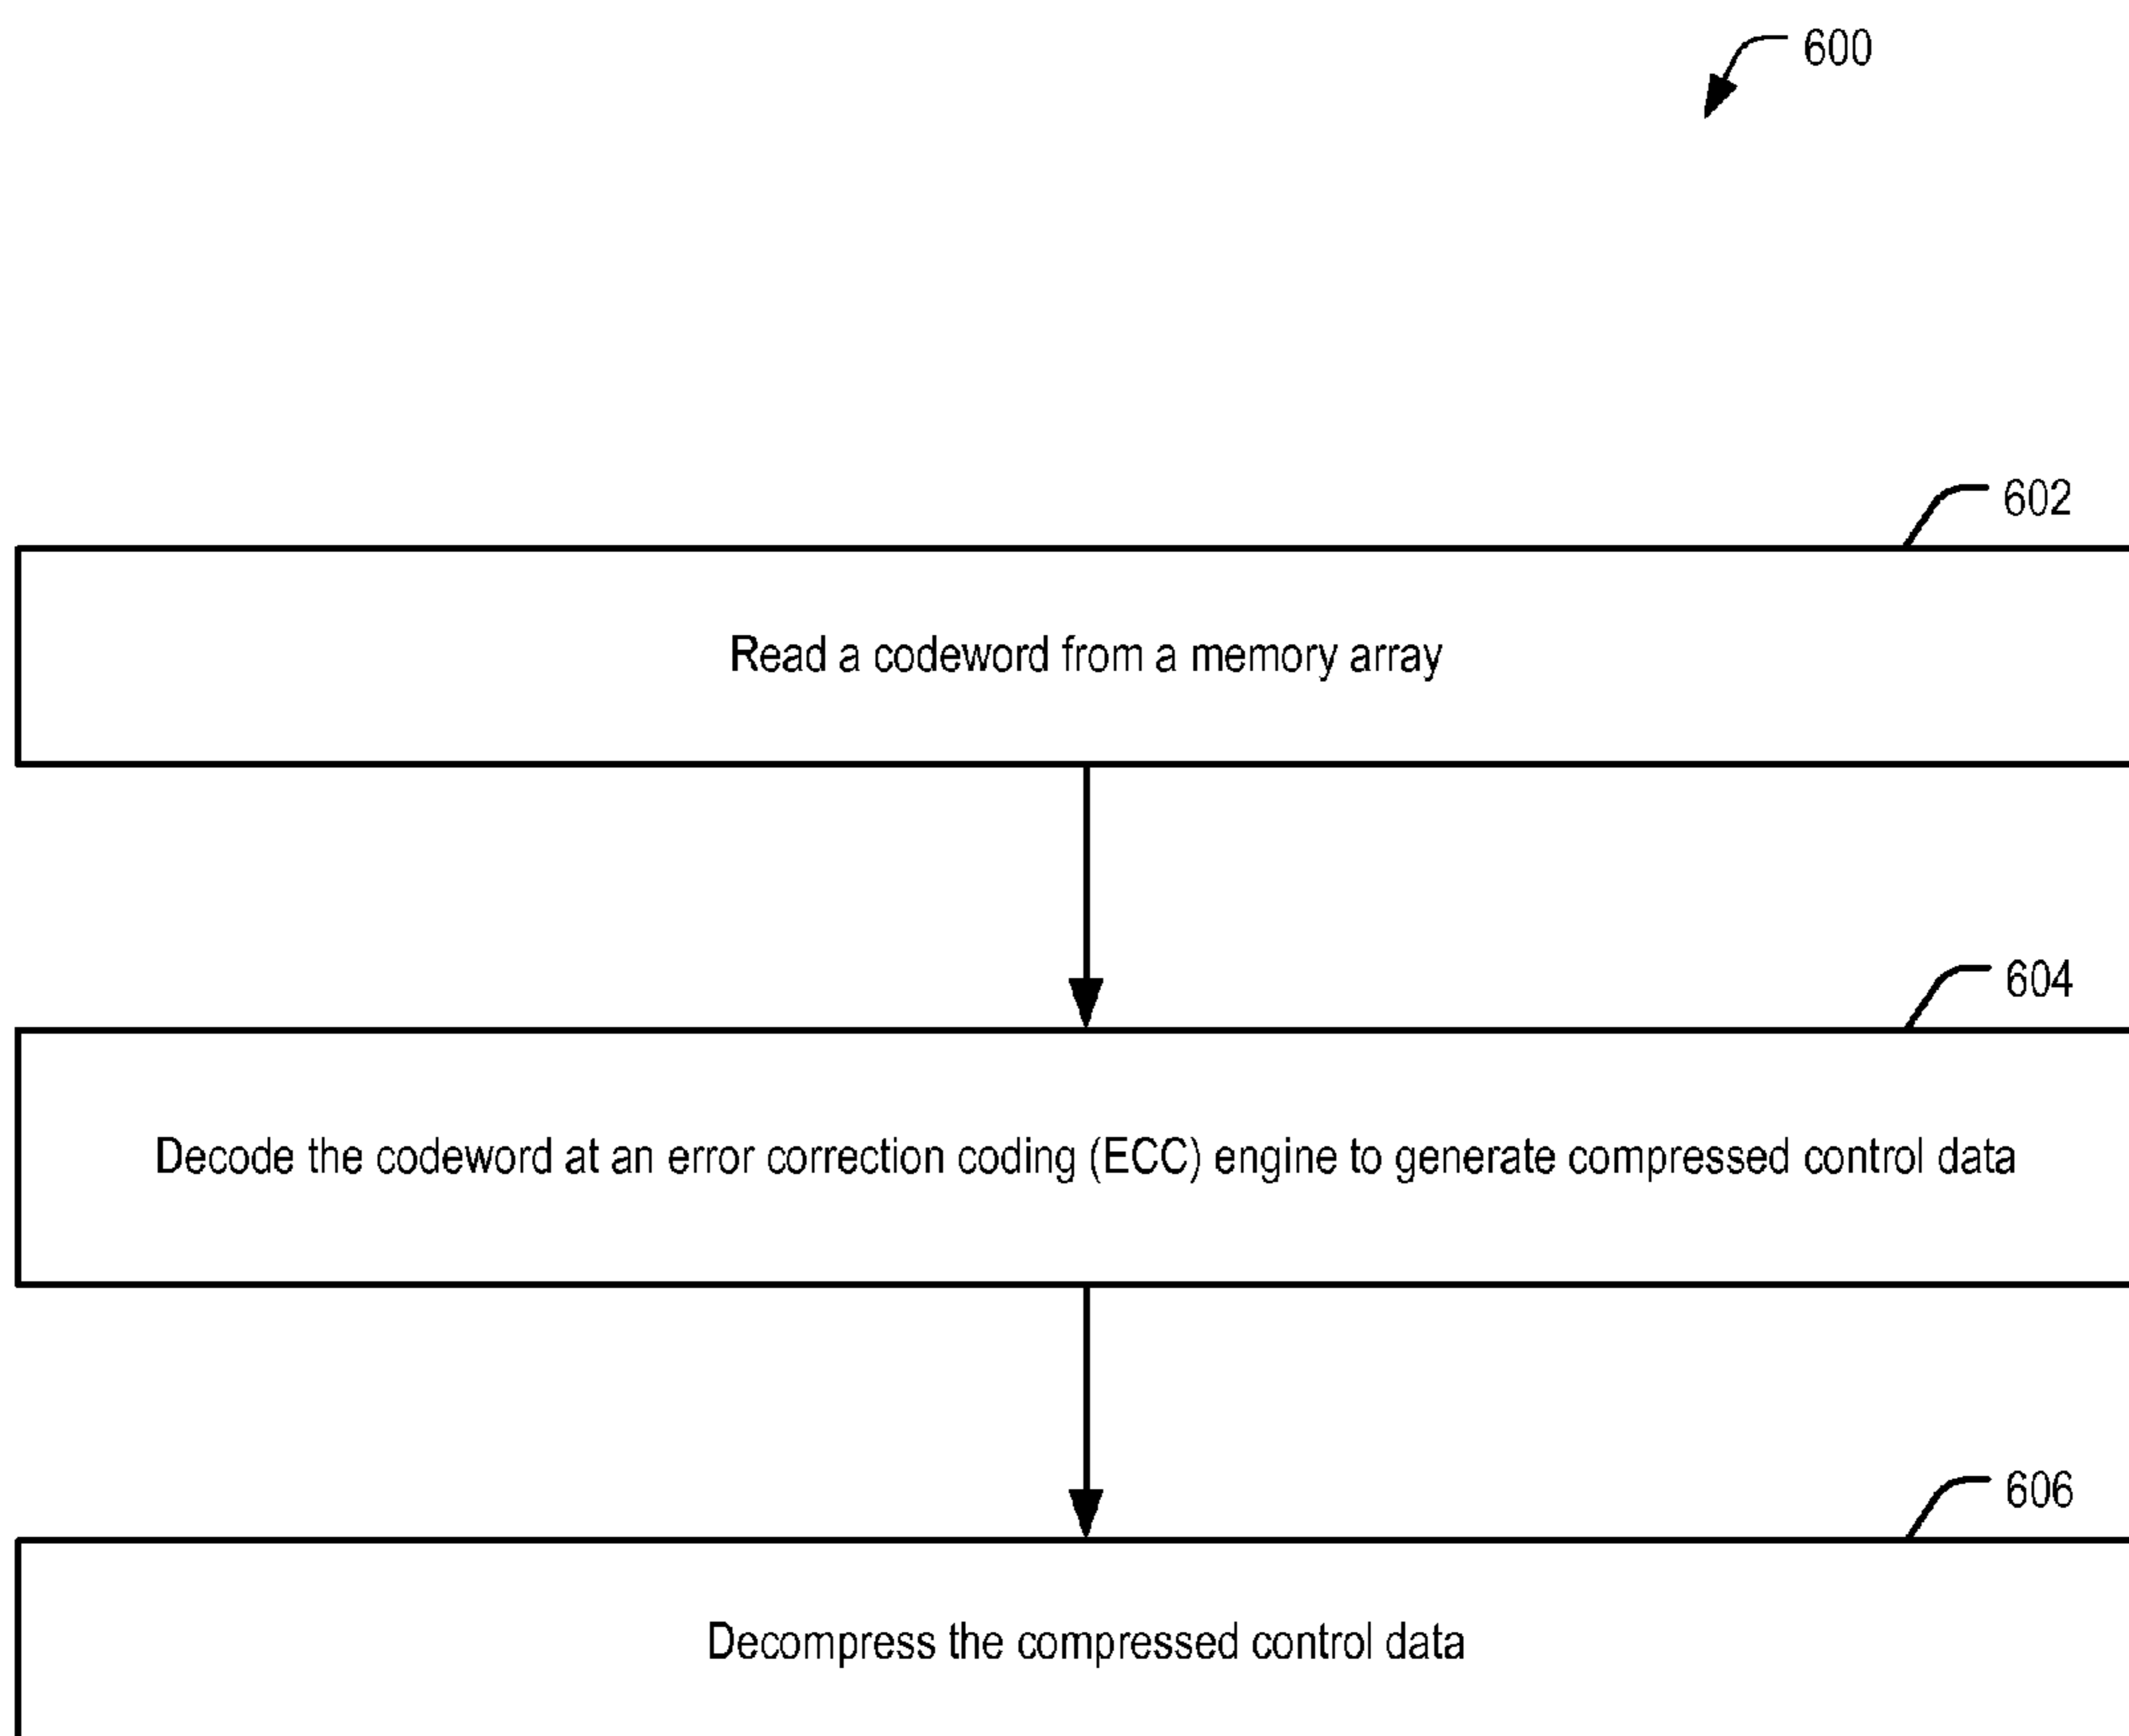 600
602
Read a codeword from a memory array
604
Decode the codeword at an error correction coding (ECC) engine to generate compressed control data
606
Decompress the compressed control data